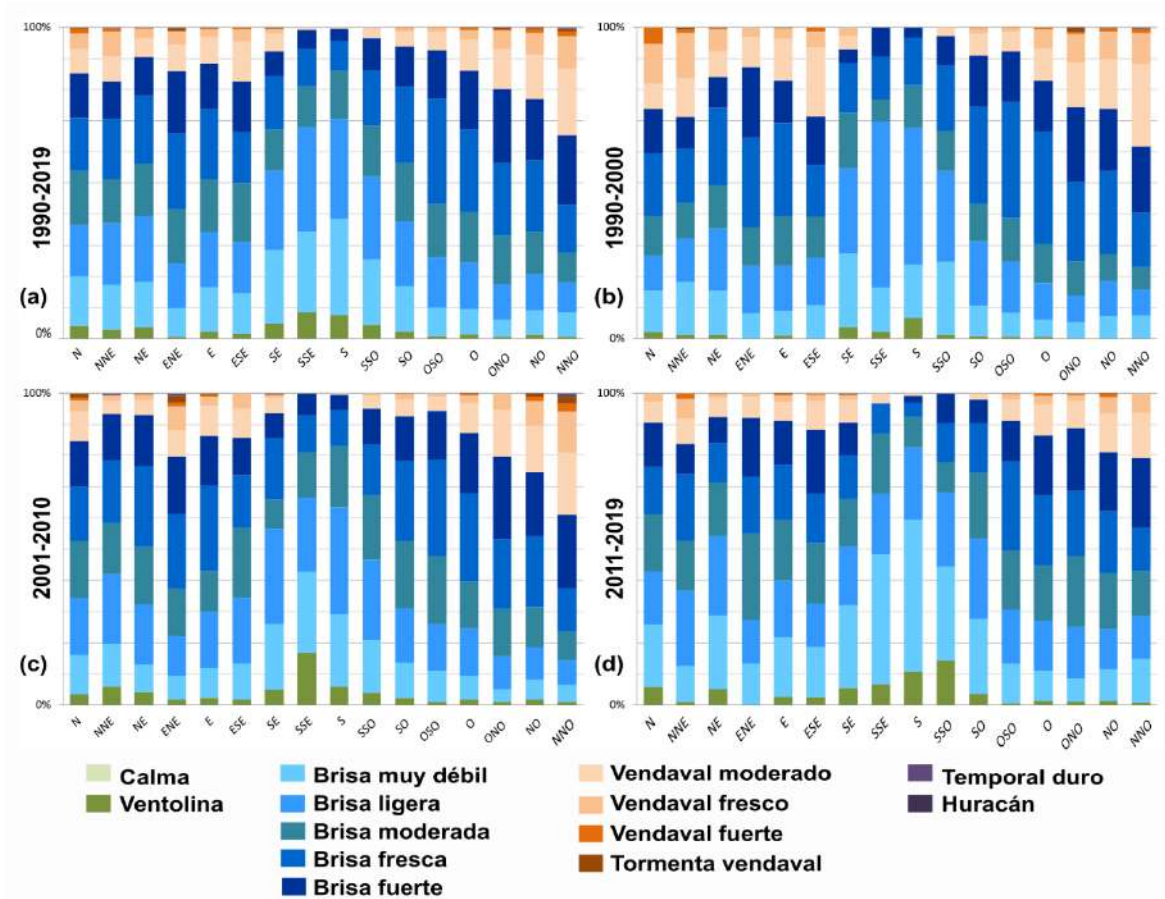 100%
100%
1990-2019
1990-2000
(a)
(b)
0%
0%
N NNE NE ENE E ESE SE SSE S SSO SO OSO O ONO NO NNO
N NNE NE ENE E ESE SE SSE S SSO SO OSO O ONO NO NNO
100%
100%
2001-2010
2011-2019
(c)
(d)
0%
0%
N NNE NE ENE E ESE SE SSE S SSO SO OSO O ONO NO NNO
N NNE NE ENE E ESE SE SSE S SSO SO OSO O ONO NO NNO
Calma
Ventolina
Brisa muy débil
Brisa ligera
Brisa moderada
Brisa fresca
Brisa fuerte
Vendaval moderado
Vendaval fresco
Vendaval fuerte
Tormenta vendaval
Temporal duro
Huracán